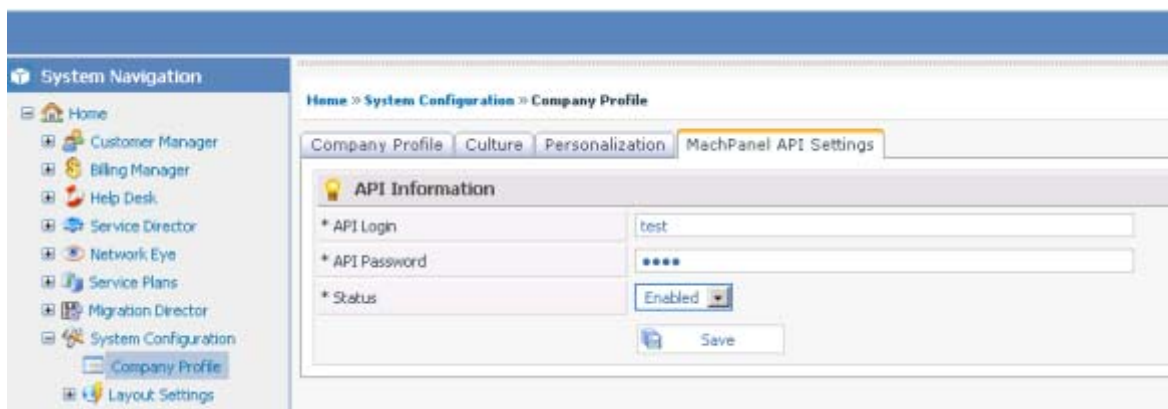 System Navigation
Home
Customer Manager
Billing Manager
Help Desk
Service Director
Network Eye
Service Plans
Migration Director
System Configuration
Company Profile
Layout Settings
Home » System Configuration » Company Profile
Company Profile Culture Personalization MachPanel API Settings
API Information
* API Login test
* API Password ●●●●
* Status Enabled
Save